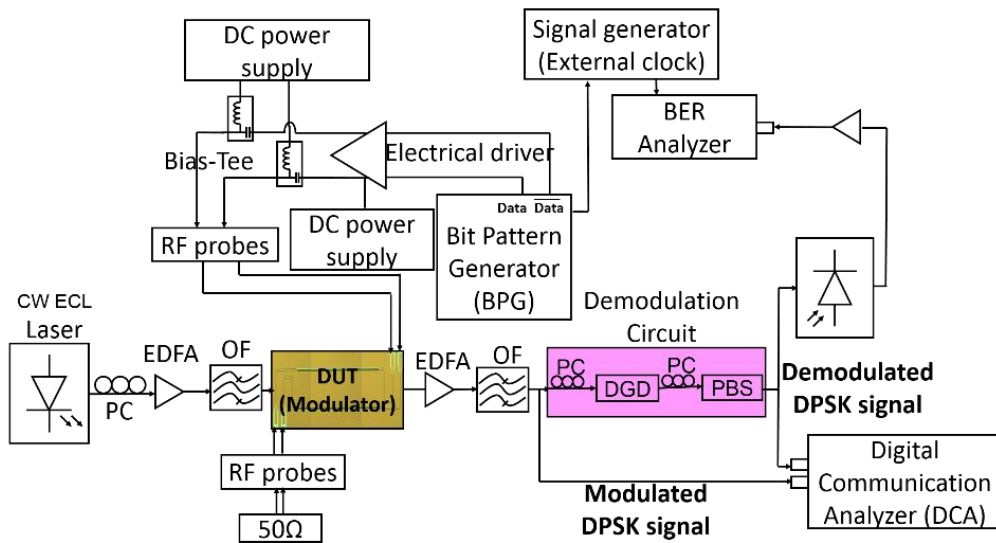 DC power
supply
Signal generator
(External clock)
BER
Analyzer
Bias-Tee
Electrical driver
Data Data
Bit Pattern
Generator
(BPG)
RF probes
DC power
supply
CW ECL
Laser
PC
EDFA
OF
DUT
(Modulator)
EDFA
OF
Demodulation
Circuit
PC
DGD
PC
PBS
Demodulated
DPSK signal
RF probes
50Ω
Modulated
DPSK signal
Digital
Communication
Analyzer (DCA)